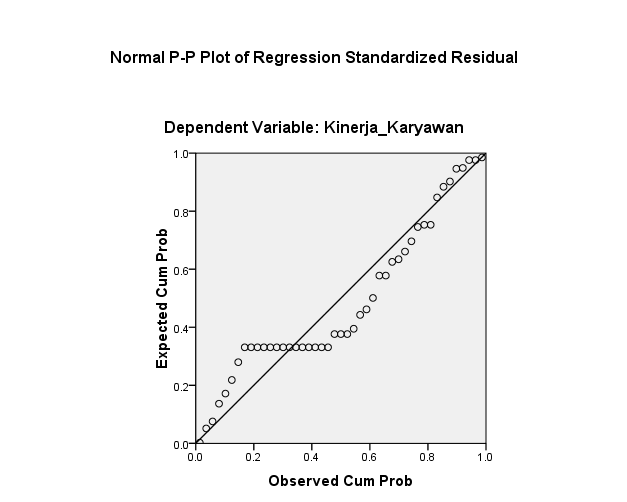 Normal P-P Plot of Regression Standardized Residual
Dependent Variable: Kinerja_Karyawan
1.0
0.8
0.6
0.4
0.2
0.0
Expected Cum Prob
0.0 0.2 0.4 0.6 0.8 1.0
Observed Cum Prob